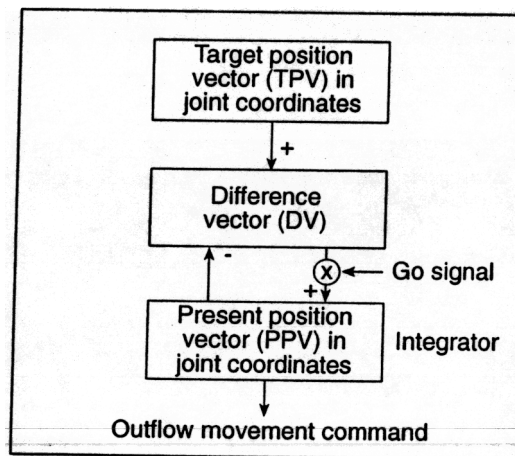 Target position
vector (TPV) in
joint coordinates
+
Difference
vector (DV)
-
X
Go signal
+
Present position
vector (PPV) in
joint coordinates
Integrator
Outflow movement command